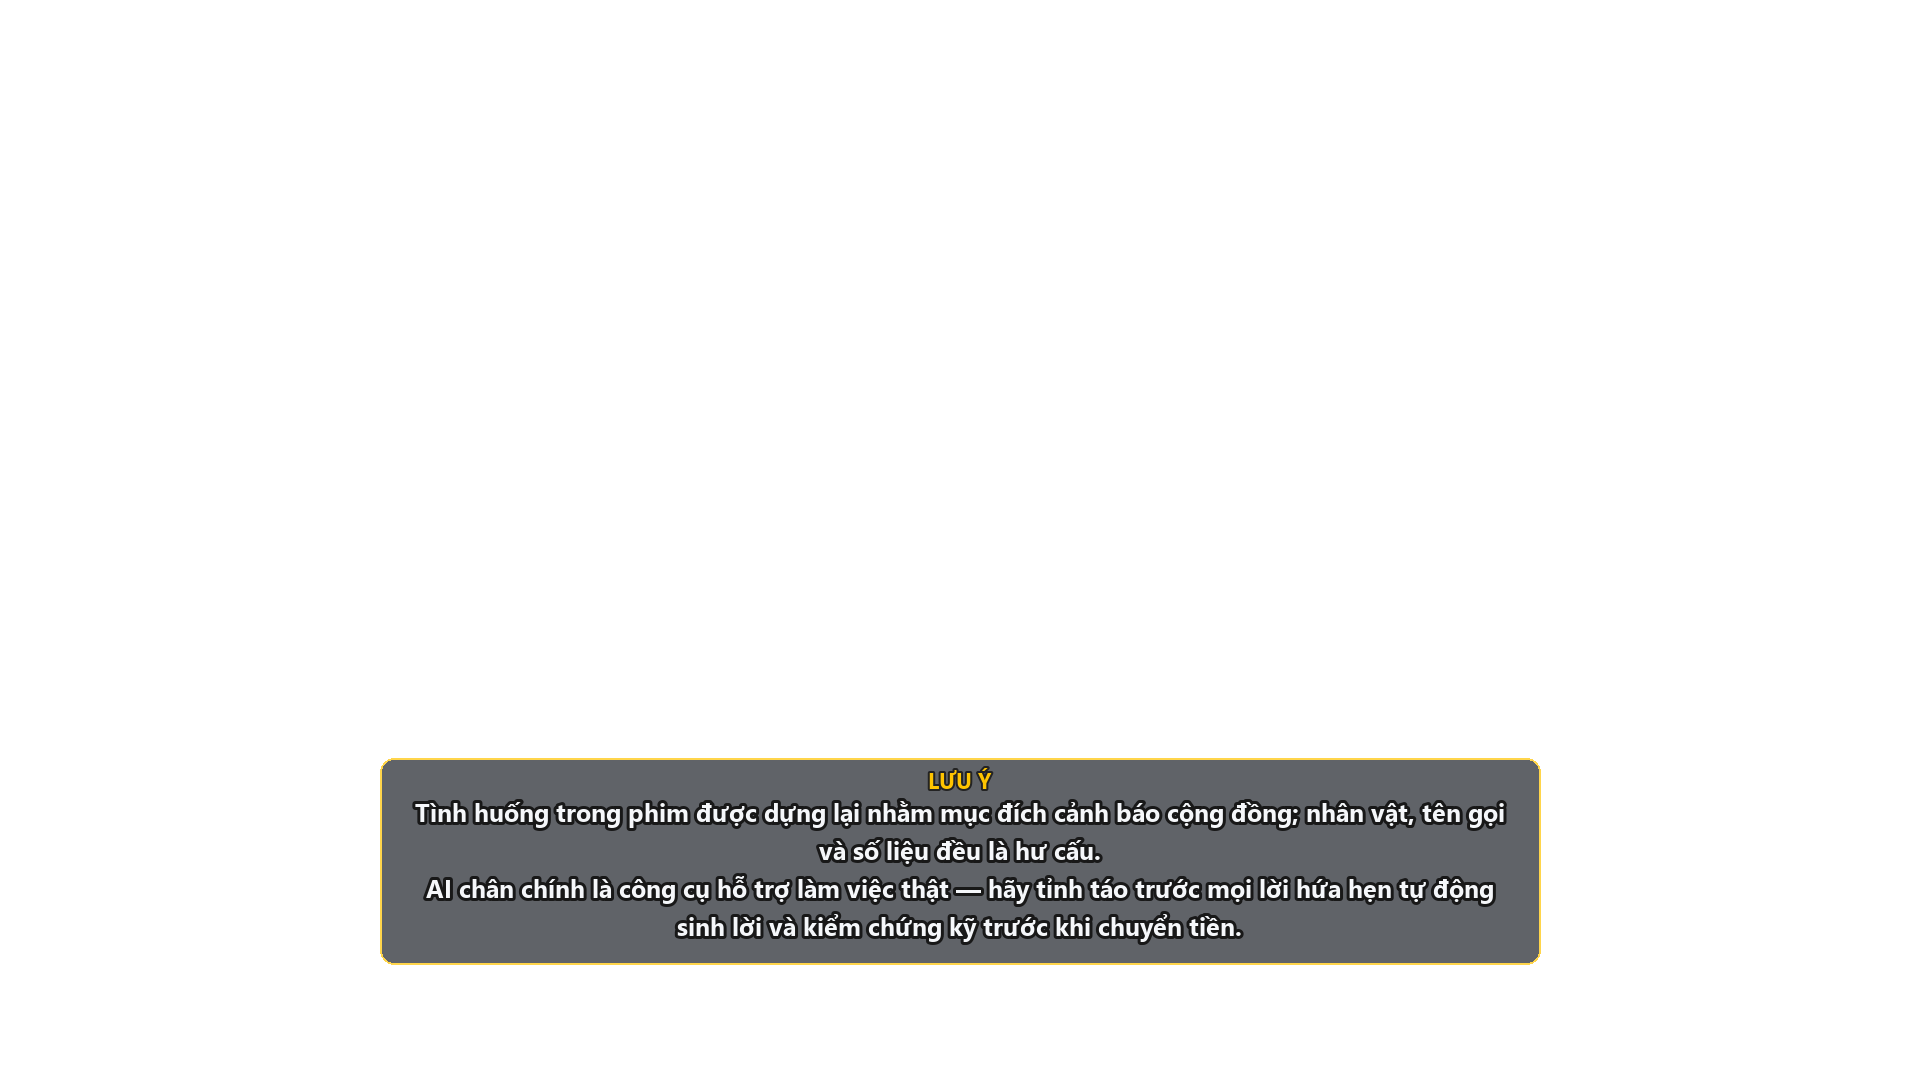 LƯU Ý
Tình huống trong phim được dựng lại nhằm mục đích cảnh báo cộng đồng; nhân vật, tên gọi
và số liệu đều là hư cấu.
AI chân chính là công cụ hỗ trợ làm việc thật — hãy tỉnh táo trước mọi lời hứa hẹn tự động
sinh lời và kiểm chứng kỹ trước khi chuyển tiền.